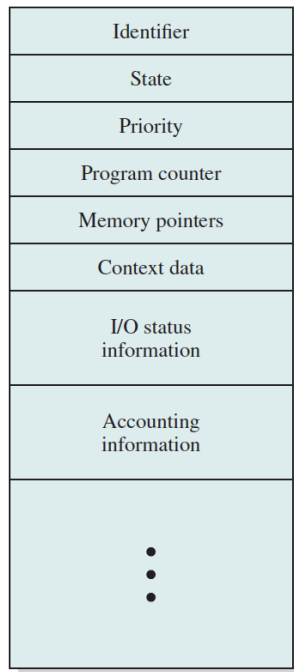 Identifier
State
Priority
Program counter
Memory pointers
Context data
I/O status
information
Accounting
information